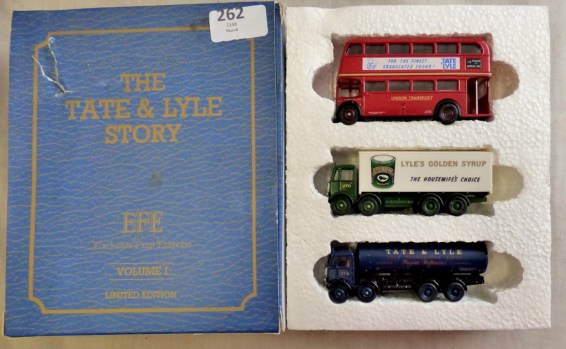 262
THE
TATE & LYLE
STORY
EFE
Exclusive First Editions
VOLUME I
LIMITED EDITION
FOR THE FINEST
GRANULATED SUGAR!
TATE
LYLE
LONDON TRANSPORT
LYLE'S GOLDEN SYRUP
THE HOUSEWIFE'S CHOICE
TATE & LYLE